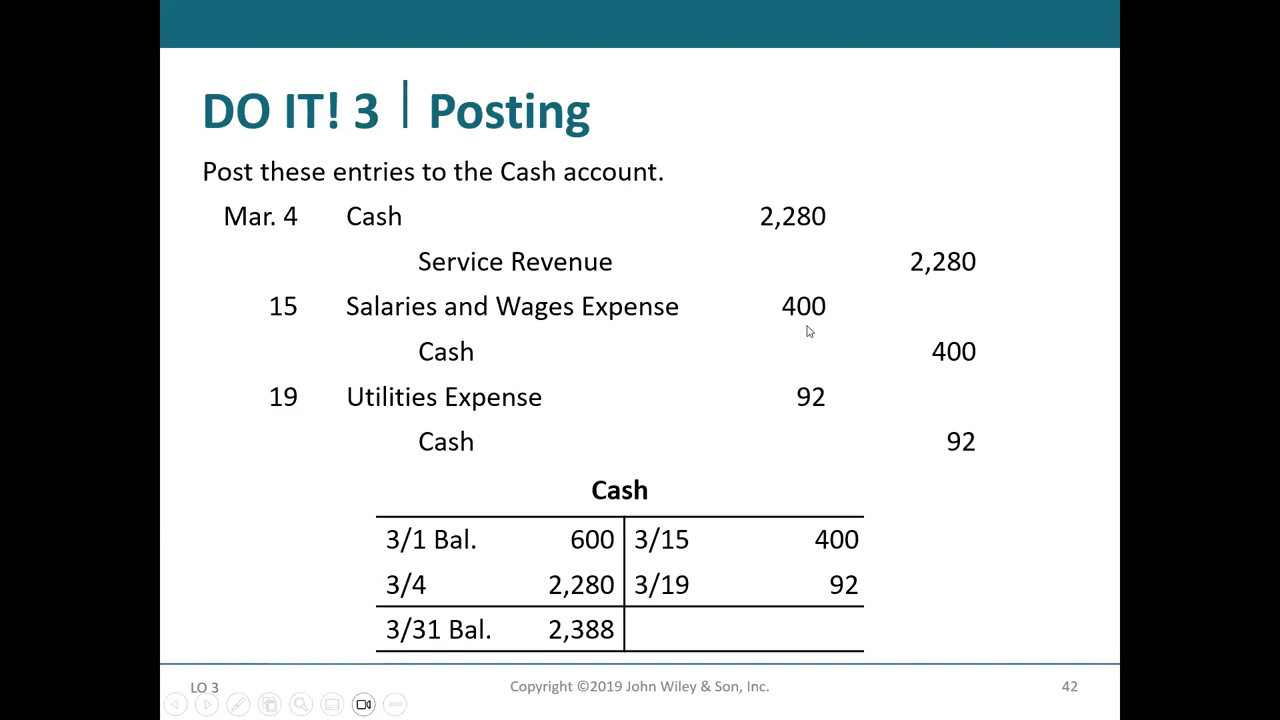 DO IT! 3 | Posting
Post these entries to the Cash account.
Mar. 4 Cash 2,280
Service Revenue 2,280
15 Salaries and Wages Expense 400
Cash 400
19 Utilities Expense 92
Cash 92
Cash
3/1 Bal. 600 3/15 400
3/4 2,280 3/19 92
3/31 Bal. 2,388
LO 3 Copyright ©2019 John Wiley & Son, Inc. 42